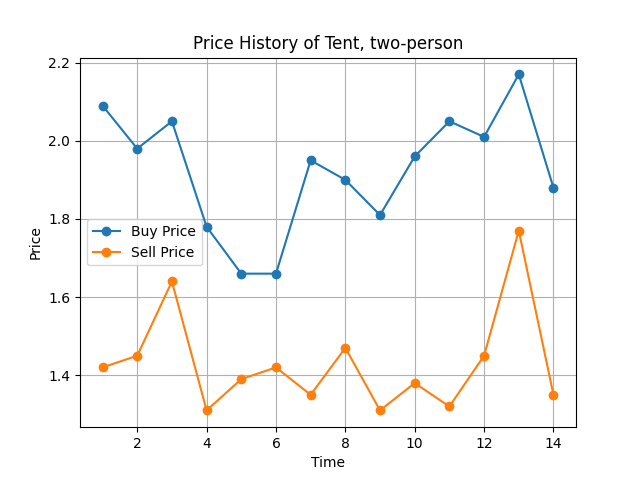 Price History of Tent, two-person
2.2
2.0
1.8
1.6
1.4
Price
Buy Price
Sell Price
2 4 6 8 10 12 14
Time